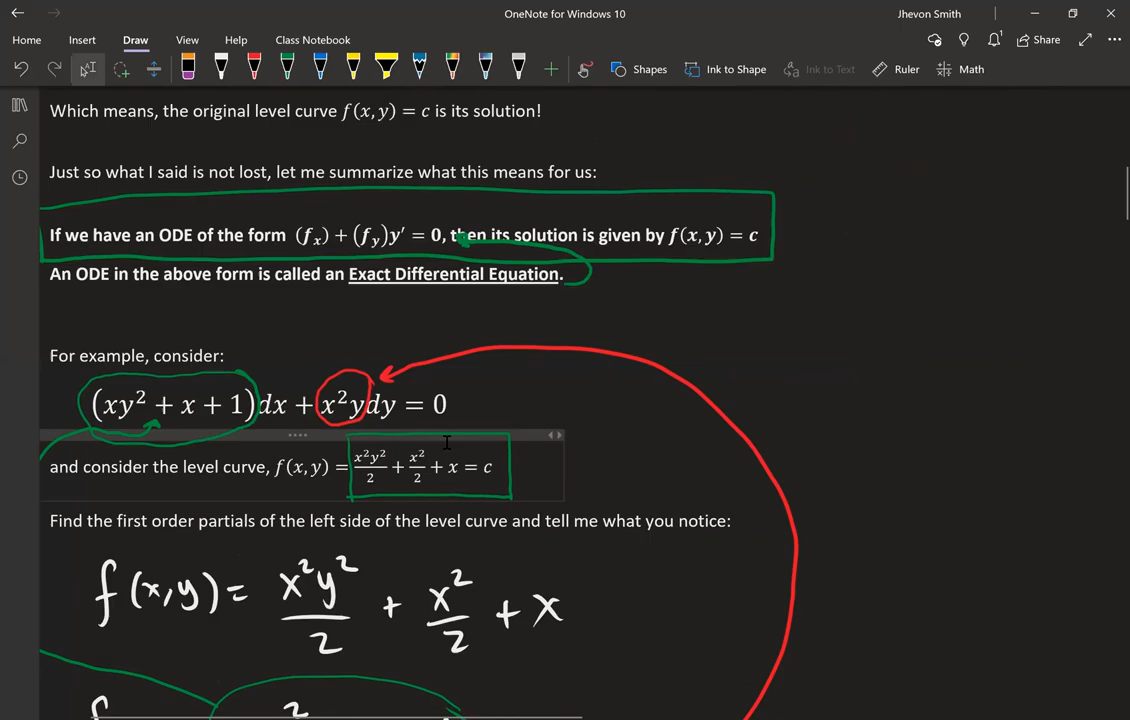 OneNote for Windows 10
Jhevon Smith
Home Insert Draw View Help Class Notebook
Share
Shapes Ink to Shape Ink to Text Ruler Math
Which means, the original level curve f(x, y) = c is its solution!
Just so what I said is not lost, let me summarize what this means for us:
If we have an ODE of the form (fₓ) + (f_y)y′ = 0, then its solution is given by f(x, y) = c
An ODE in the above form is called an Exact Differential Equation.
For example, consider:
(xy² + x + 1)dx + x²ydy = 0
and consider the level curve, f(x, y) = x²y²/2 + x²/2 + x = c
Find the first order partials of the left side of the level curve and tell me what you notice:
f(x,y) = x²y²/2 + x²/2 + x